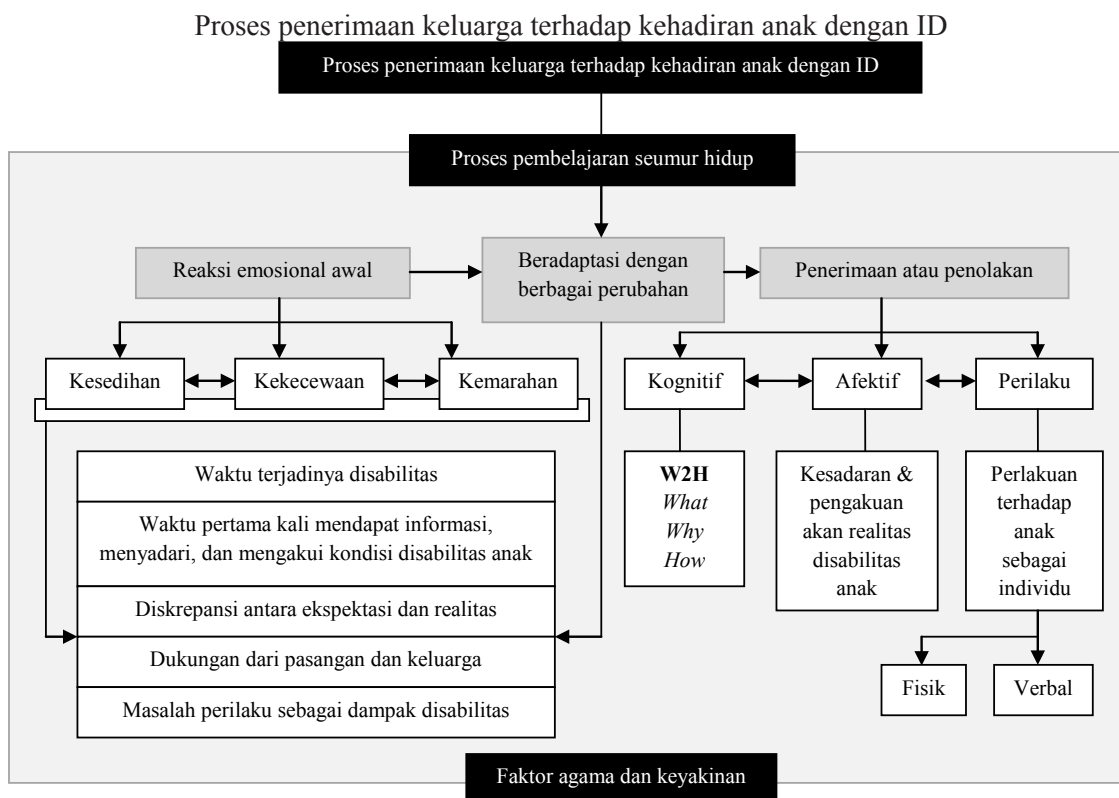 Proses penerimaan keluarga terhadap kehadiran anak dengan ID
Proses penerimaan keluarga terhadap kehadiran anak dengan ID
Proses pembelajaran seumur hidup
Reaksi emosional awal
Beradaptasi dengan
berbagai perubahan
Penerimaan atau penolakan
Kesedihan
Kekecewaan
Kemarahan
Kognitif
Afektif
Perilaku
Waktu terjadinya disabilitas
Waktu pertama kali mendapat informasi,
menyadari, dan mengakui kondisi disabilitas anak
Diskrepansi antara ekspektasi dan realitas
Dukungan dari pasangan dan keluarga
Masalah perilaku sebagai dampak disabilitas
W2H
What
Why
How
Kesadaran &
pengakuan
akan realitas
disabilitas
anak
Perlakuan
terhadap
anak
sebagai
individu
Fisik
Verbal
Faktor agama dan keyakinan